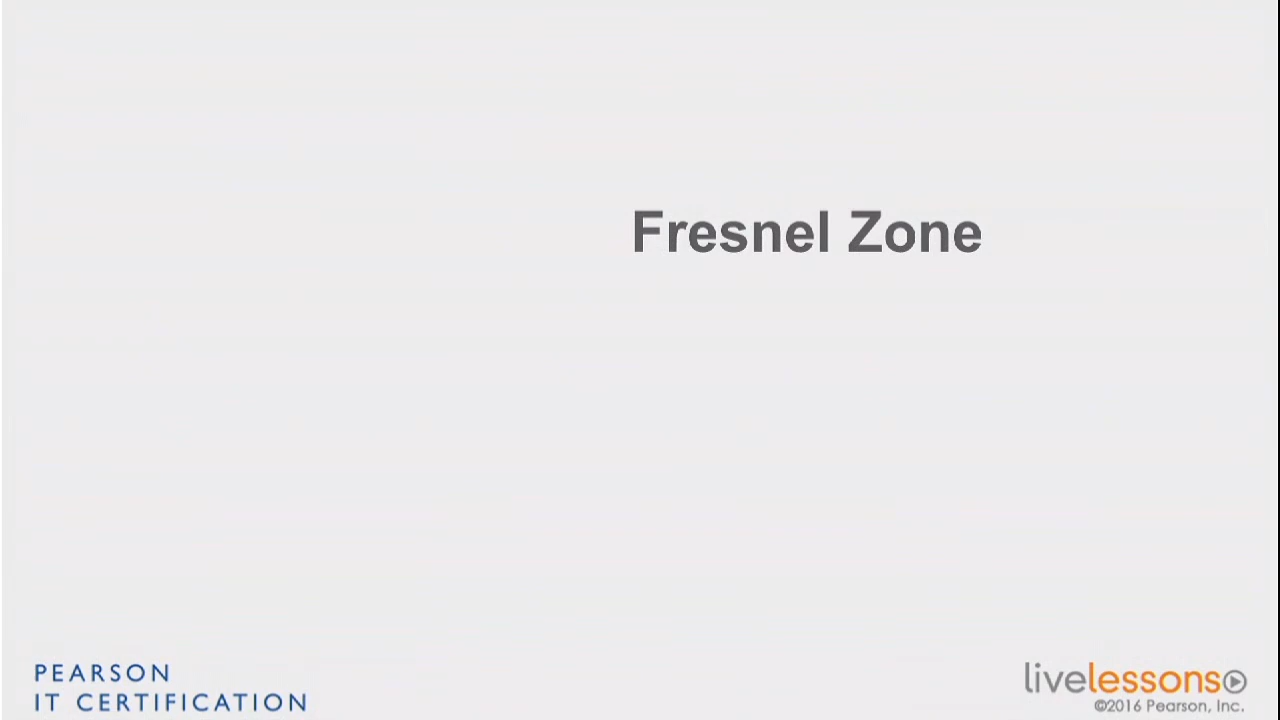 Fresnel Zone
PEARSON
IT CERTIFICATION
livelessons
©2016 Pearson, Inc.